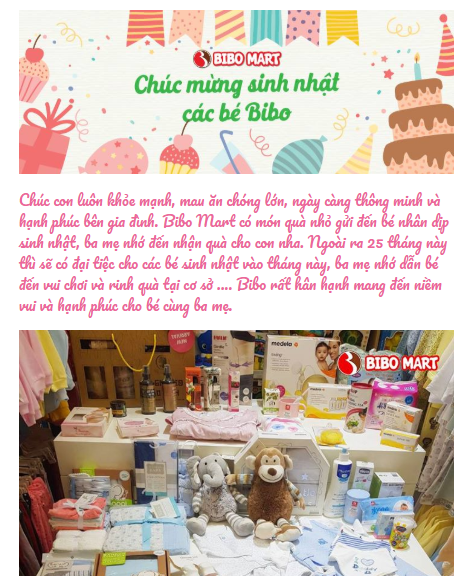 BIBO MART
Chúc mừng sinh nhật
các bé Bibo
Chúc con luôn khỏe mạnh, mau ăn chóng lớn, ngày càng thông minh và
hạnh phúc bên gia đình. Bibo Mart có món quà nhỏ gửi đến bé nhân dịp
sinh nhật, ba mẹ nhớ đến nhận quà cho con nha. Ngoài ra 25 tháng này
thì sẽ có đại tiệc cho các bé sinh nhật vào tháng này, ba mẹ nhớ dẫn bé
đến vui chơi và rinh quà tại cơ sở .... Bibo rất hân hạnh mang đến niềm
vui và hạnh phúc cho bé cùng ba mẹ.
BIBO MART
medela